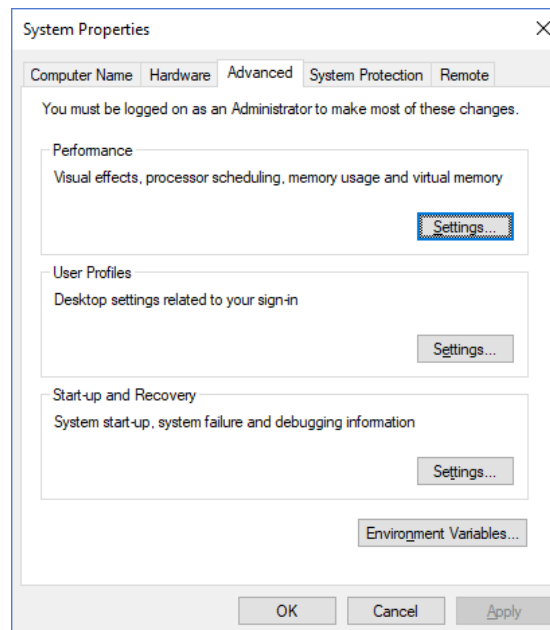 System Properties
Computer Name Hardware Advanced System Protection Remote
You must be logged on as an Administrator to make most of these changes.
Performance
Visual effects, processor scheduling, memory usage and virtual memory
Settings...
User Profiles
Desktop settings related to your sign-in
Settings...
Start-up and Recovery
System start-up, system failure and debugging information
Settings...
Environment Variables...
OK Cancel Apply